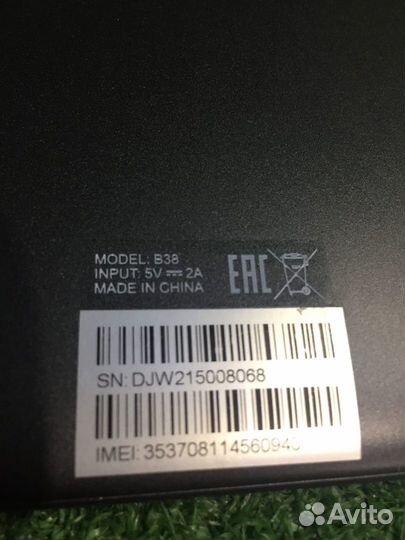 MODEL: B38
INPUT: 5V ⎓ 2A
MADE IN CHINA
EAC
SN: DJW215008068
IMEI: 353708114560940
Avito